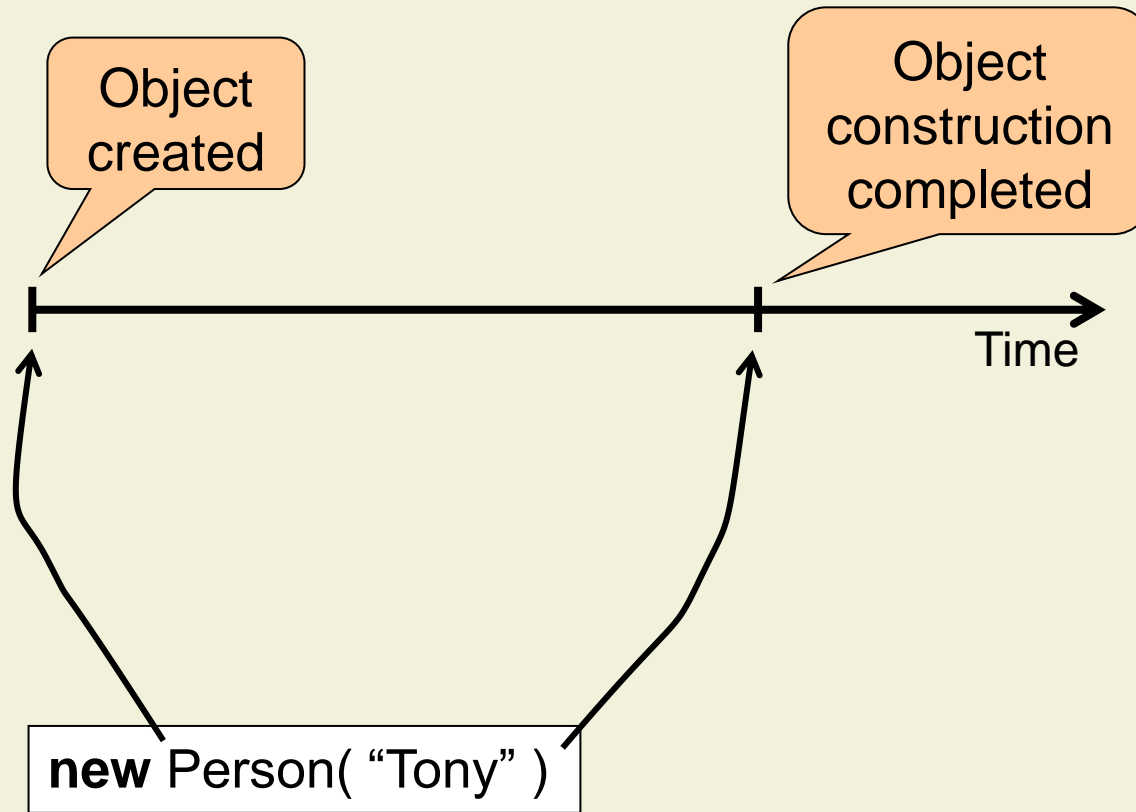 Object
created
Object
construction
completed
Time
new Person( “Tony” )